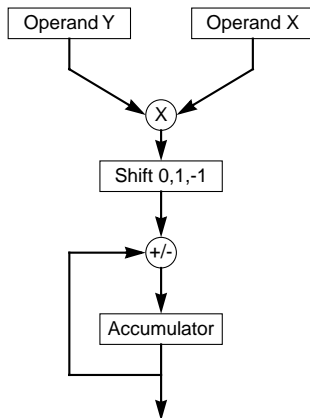 Operand Y
Operand X
X
Shift 0,1,-1
+/-
Accumulator